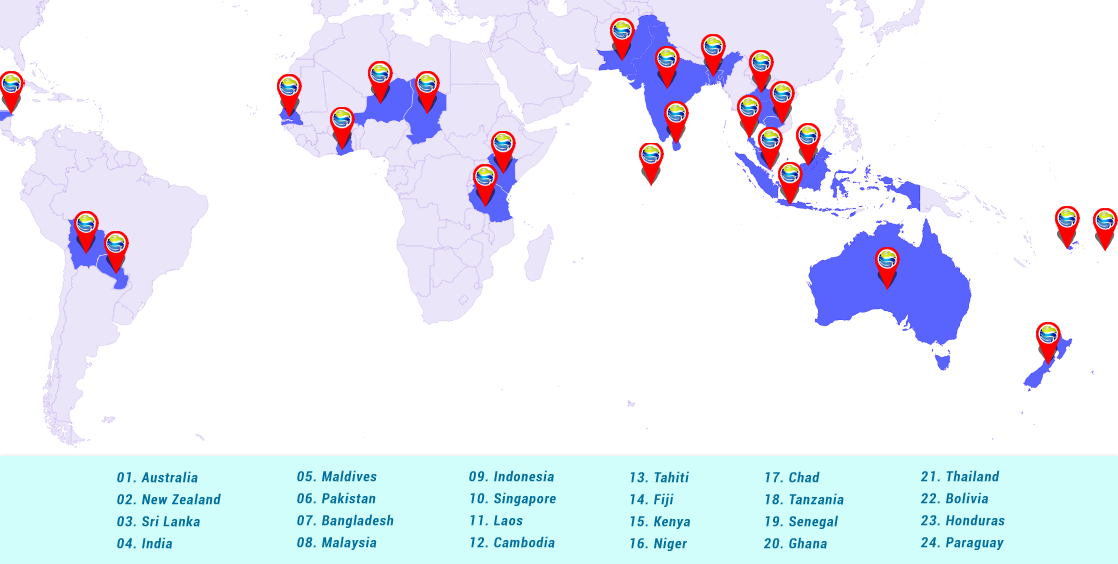 01. Australia
02. New Zealand
03. Sri Lanka
04. India
05. Maldives
06. Pakistan
07. Bangladesh
08. Malaysia
09. Indonesia
10. Singapore
11. Laos
12. Cambodia
13. Tahiti
14. Fiji
15. Kenya
16. Niger
17. Chad
18. Tanzania
19. Senegal
20. Ghana
21. Thailand
22. Bolivia
23. Honduras
24. Paraguay